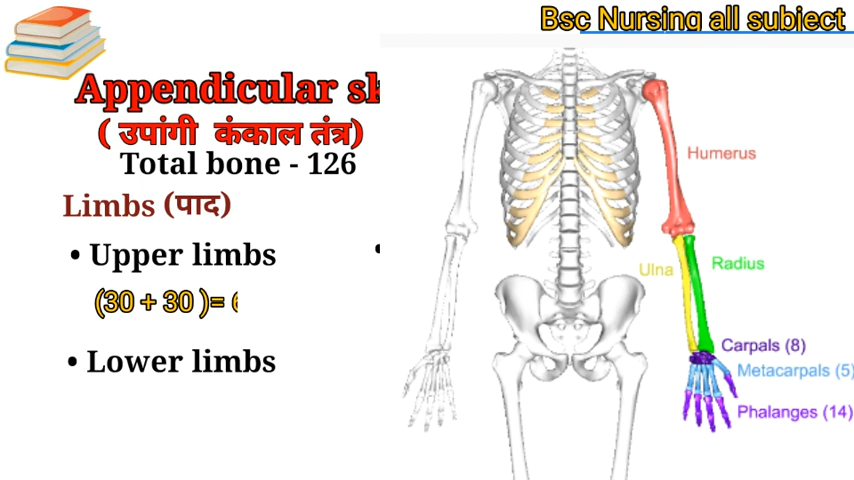 Bsc Nursing all subject
Appendicular sk
( उपांगी कंकाल तंत्र)
Total bone - 126
Limbs (पाद)
• Upper limbs
(30 + 30 )=
• Lower limbs
Humerus
Ulna
Radius
Carpals (8)
Metacarpals (5)
Phalanges (14)